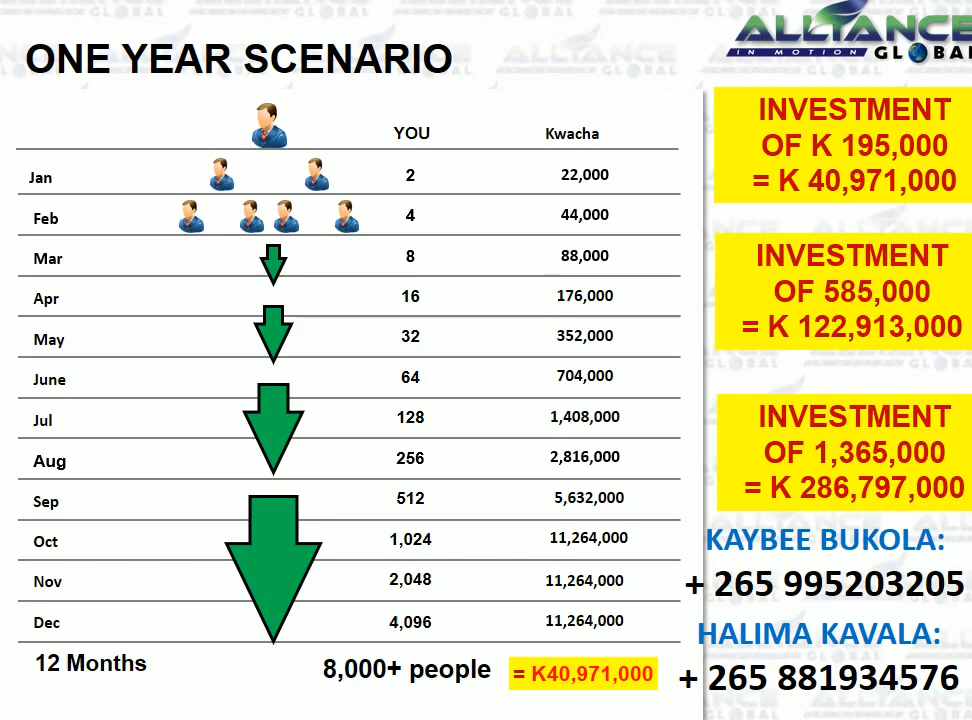 ONE YEAR SCENARIO
ALLIANCE
IN MOTION GLOBAL
YOU Kwacha
Jan 2 22,000
Feb 4 44,000
Mar 8 88,000
Apr 16 176,000
May 32 352,000
June 64 704,000
Jul 128 1,408,000
Aug 256 2,816,000
Sep 512 5,632,000
Oct 1,024 11,264,000
Nov 2,048 11,264,000
Dec 4,096 11,264,000
12 Months 8,000+ people = K40,971,000
INVESTMENT
OF K 195,000
= K 40,971,000
INVESTMENT
OF 585,000
= K 122,913,000
INVESTMENT
OF 1,365,000
= K 286,797,000
KAYBEE BUKOLA:
+ 265 995203205
HALIMA KAVALA:
+ 265 881934576